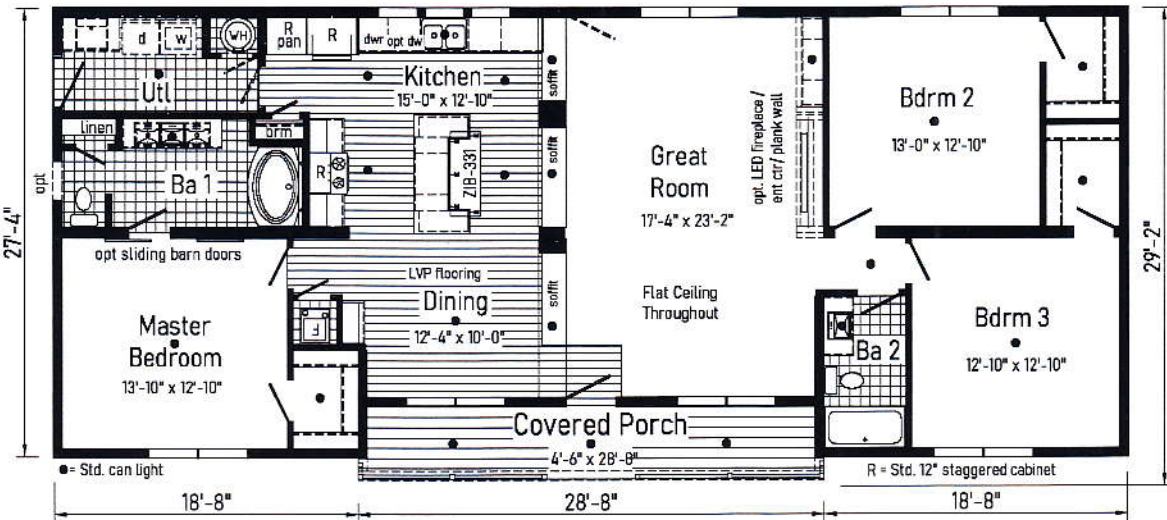 d
w
WH
R
pan
R
dwr
opt dw
Utl
Kitchen
15'-0" x 12'-10"
soffit
linen
brm
Ba 1
R
ZIB-331
soffit
opt
opt sliding barn doors
LVP flooring
Dining
12'-4" x 10'-0"
soffit
F
Master
Bedroom
13'-10" x 12'-10"
Great
Room
17'-4" x 23'-2"
Flat Ceiling
Throughout
opt. LED fireplace /
ent ctr/ plank wall
Bdrm 2
13'-0" x 12'-10"
Bdrm 3
12'-10" x 12'-10"
Ba 2
Covered Porch
4'-6" x 28'-8"
27'-4"
29'-2"
●= Std. can light
R = Std. 12" staggered cabinet
18'-8"
28'-8"
18'-8"